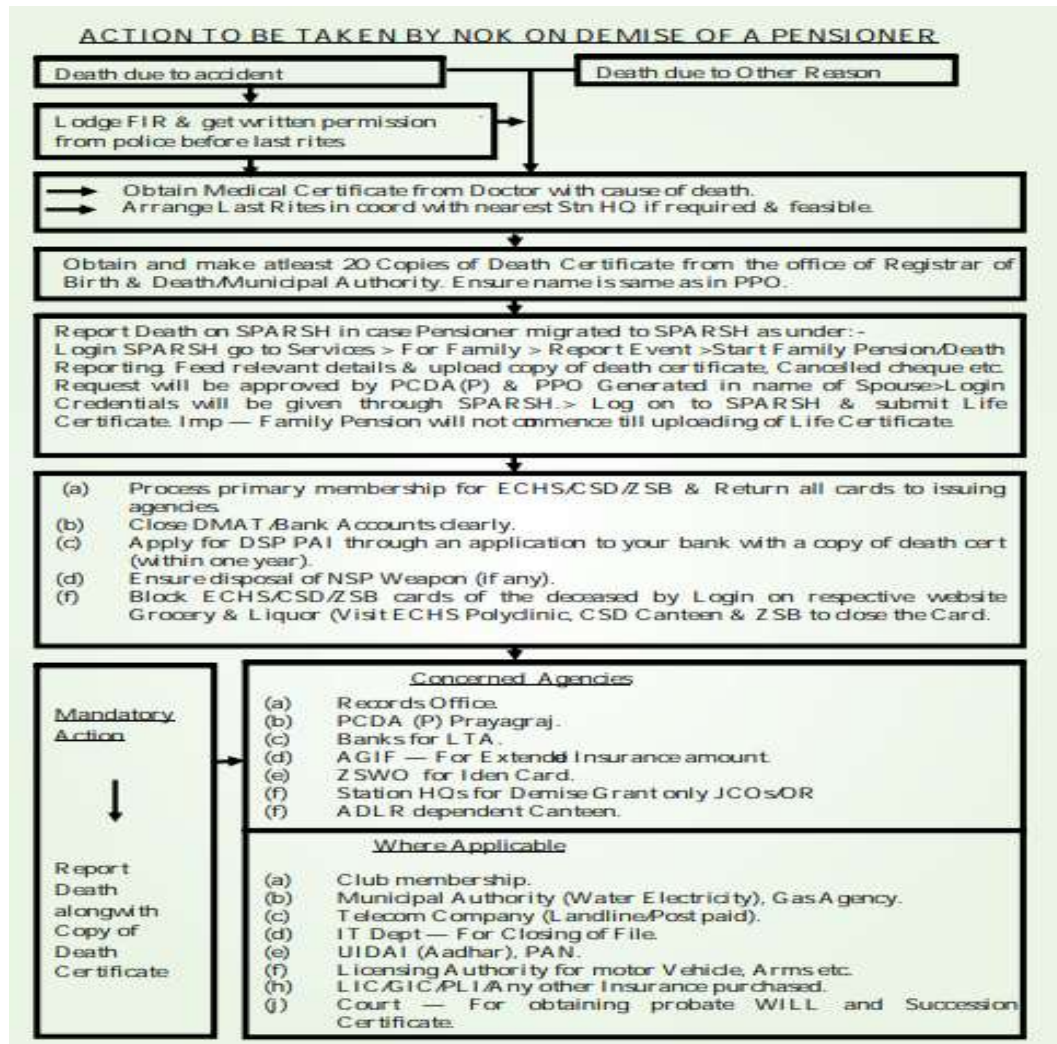 ACTION TO BE TAKEN BY NOK ON DEMISE OF A PENSIONER
Death due to accident
Death due to Other Reason
Lodge FIR & get written permission
from police before last rites
Obtain Medical Certificate from Doctor with cause of death.
Arrange Last Rites in coord with nearest Stn HQ if required & feasible.
Obtain and make atleast 20 Copies of Death Certificate from the office of Registrar of
Birth & Death/Municipal Authority. Ensure name is same as in PPO.
Report Death on SPARSH in case Pensioner migrated to SPARSH as under:-
Login SPARSH go to Services > For Family > Report Event >Start Family Pension/Death
Reporting. Feed relevant details & upload copy of death certificate, Cancelled cheque etc.
Request will be approved by PCDA(P) & PPO Generated in name of Spouse>Login
Credentials will be given through SPARSH.> Log on to SPARSH & submit Life
Certificate. Imp — Family Pension will not commence till uploading of Life Certificate.
(a) Process primary membership for ECHS/CSD/ZSB & Return all cards to issuing
agencies.
(b) Close DMAT/Bank Accounts clearly.
(c) Apply for DSP PAI through an application to your bank with a copy of death cert
(within one year).
(d) Ensure disposal of NSP Weapon (if any).
(f) Block ECHS/CSD/ZSB cards of the deceased by Login on respective website
Grocery & Liquor (Visit ECHS Polyclinic, CSD Canteen & ZSB to close the Card.
Mandatory
Action
Report
Death
alongwith
Copy of
Death
Certificate
Concerned Agencies
(a) Records Office.
(b) PCDA (P) Prayagraj.
(c) Banks for LTA.
(d) AGIF — For Extended Insurance amount.
(e) ZSWO for Iden Card.
(f) Station HQs for Demise Grant only JCOs/OR
(f) ADLR dependent Canteen.
Where Applicable
(a) Club membership.
(b) Municipal Authority (Water Electricity), Gas Agency.
(c) Telecom Company (Landline/Post paid).
(d) IT Dept — For Closing of File.
(e) UIDAI (Aadhar), PAN.
(f) Licensing Authority for motor Vehicle, Arms etc.
(h) LIC/GIC/PLI/Any other Insurance purchased.
(j) Court — For obtaining probate WILL and Succession
Certificate.